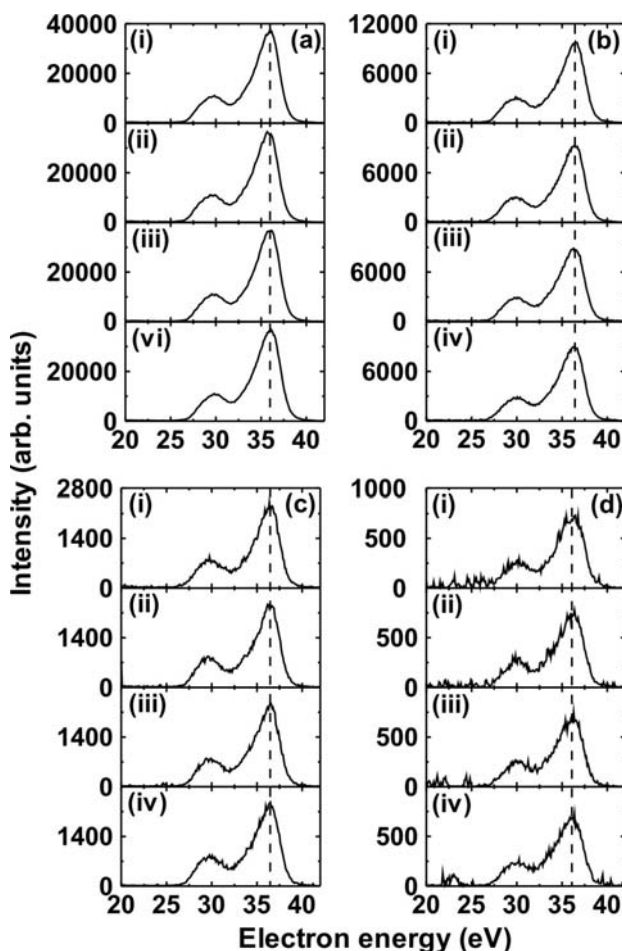 40000
(i)
(a)
20000
0
(ii)
20000
0
(iii)
20000
0
(vi)
20000
0
20 25 30 35 40
12000
(i)
(b)
6000
0
(ii)
6000
0
(iii)
6000
0
(iv)
6000
0
20 25 30 35 40
2800
(i)
(c)
1400
0
(ii)
1400
0
(iii)
1400
0
(iv)
1400
0
20 25 30 35 40
1000
(i)
(d)
500
0
(ii)
500
0
(iii)
500
0
(iv)
500
0
20 25 30 35 40
Intensity (arb. units)
Electron energy (eV)